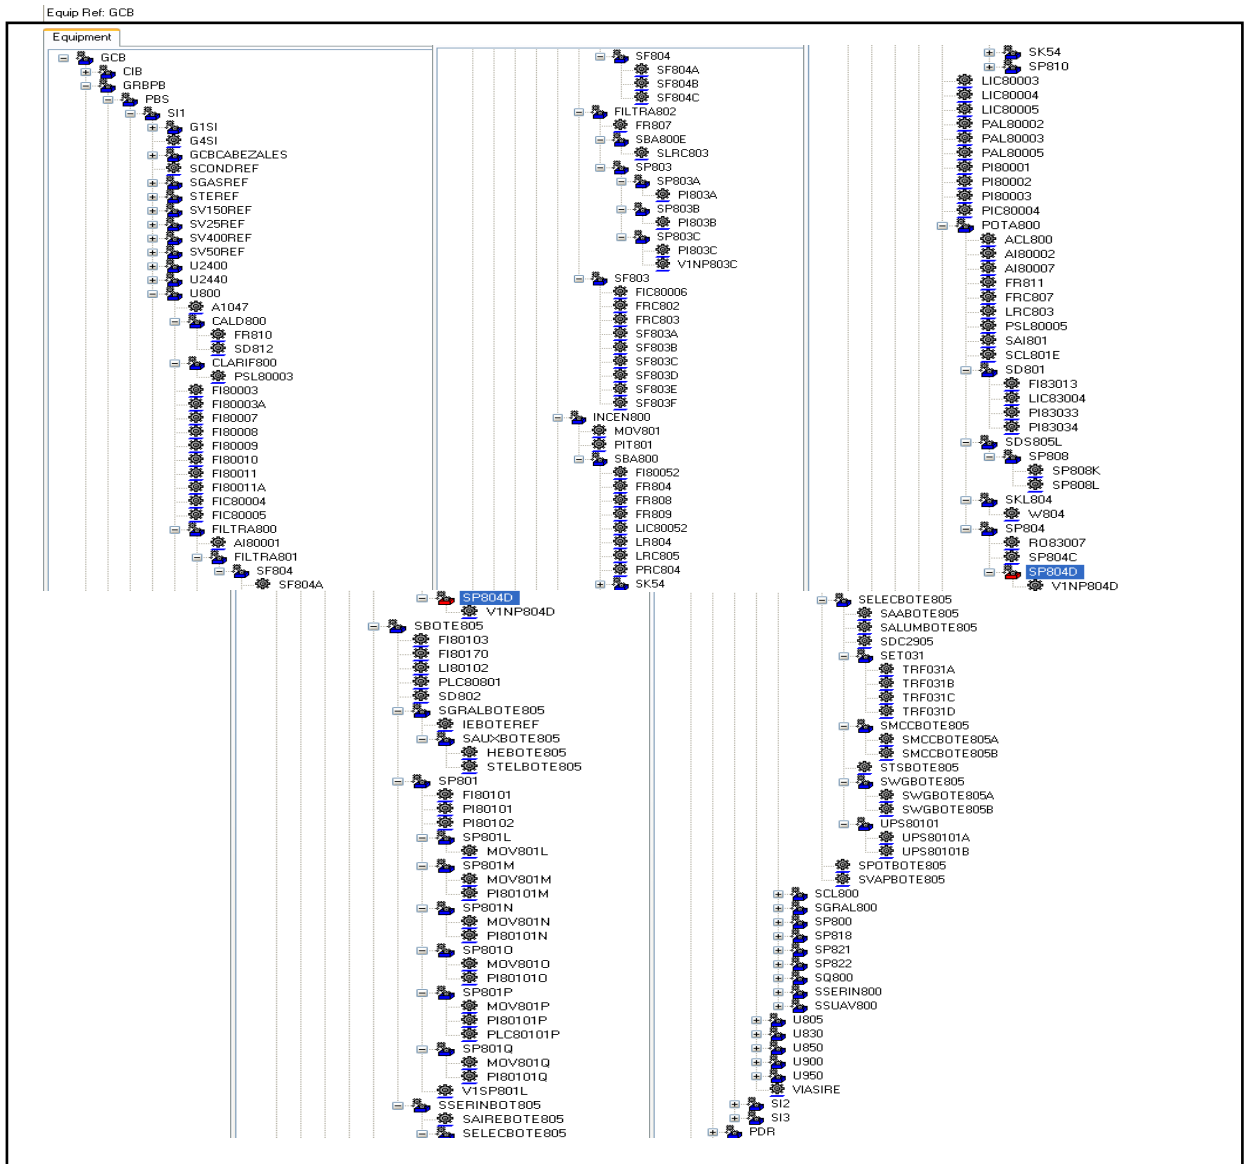 Equip Ref: GCB
Equipment
GCB
CIB
GRBPB
PBS
SI1
G1SI
G4SI
GCBCABEZALES
SCONDREF
SGASREF
STEREF
SV150REF
SV25REF
SV400REF
SV50REF
U2400
U2440
U800
A1047
CALD800
FR810
SD812
CLARIF800
PSL80003
FI80003
FI80003A
FI80007
FI80008
FI80009
FI80010
FI80011
FI80011A
FIC80004
FIC80005
FILTRA800
AI80001
FILTRA801
SF804
SF804A
SF804
SF804A
SF804B
SF804C
FILTRA802
FR807
SBA800E
SLRC803
SP803
SP803A
PI803A
SP803B
PI803B
SP803C
PI803C
V1NP803C
SF803
FIC80006
FRC802
FRC803
SF803A
SF803B
SF803C
SF803D
SF803E
SF803F
INCEN800
MOV801
PIT801
SBA800
FI80052
FR804
FR808
FR809
LIC80052
LR804
LRC805
PRC804
SK54
SK54
SP810
LIC80003
LIC80004
LIC80005
PAL80002
PAL80003
PAL80005
PI80001
PI80002
PI80003
PIC80004
POTA800
ACL800
AI80002
AI80007
FR811
FRC807
LRC803
PSL80005
SAI801
SCL801E
SD801
FI83013
LIC83004
PI83033
PI83034
SDS805L
SP808
SP808K
SP808L
SKL804
W804
SP804
RO83007
SP804C
SP804D
V1NP804D
SP804D
V1NP804D
SBOTE805
FI80103
FI80170
LI80102
PLC80801
SD802
SGRALBOTE805
IEBOTEREF
SAUXBOTE805
HEBOTE805
STELBOTE805
SP801
FI80101
PI80101
PI80102
SP801L
MOV801L
SP801M
MOV801M
PI80101M
SP801N
MOV801N
PI80101N
SP801O
MOV801O
PI80101O
SP801P
MOV801P
PI80101P
PLC80101P
SP801Q
MOV801Q
PI80101Q
V1SP801L
SSERINBOT805
SAIREBOTE805
SELECBOTE805
SELECBOTE805
SAABOTE805
SALUMBOTE805
SDC2905
SET031
TRF031A
TRF031B
TRF031C
TRF031D
SMCCBOTE805
SMCCBOTE805A
SMCCBOTE805B
STSBOTE805
SWGBOTE805
SWGBOTE805A
SWGBOTE805B
UPS80101
UPS80101A
UPS80101B
SPOTBOTE805
SVAPBOTE805
SCL800
SGRAL800
SP800
SP818
SP821
SP822
SQ800
SSERIN800
SSUAV800
U805
U830
U850
U900
U950
VIASIRE
SI2
SI3
PDR